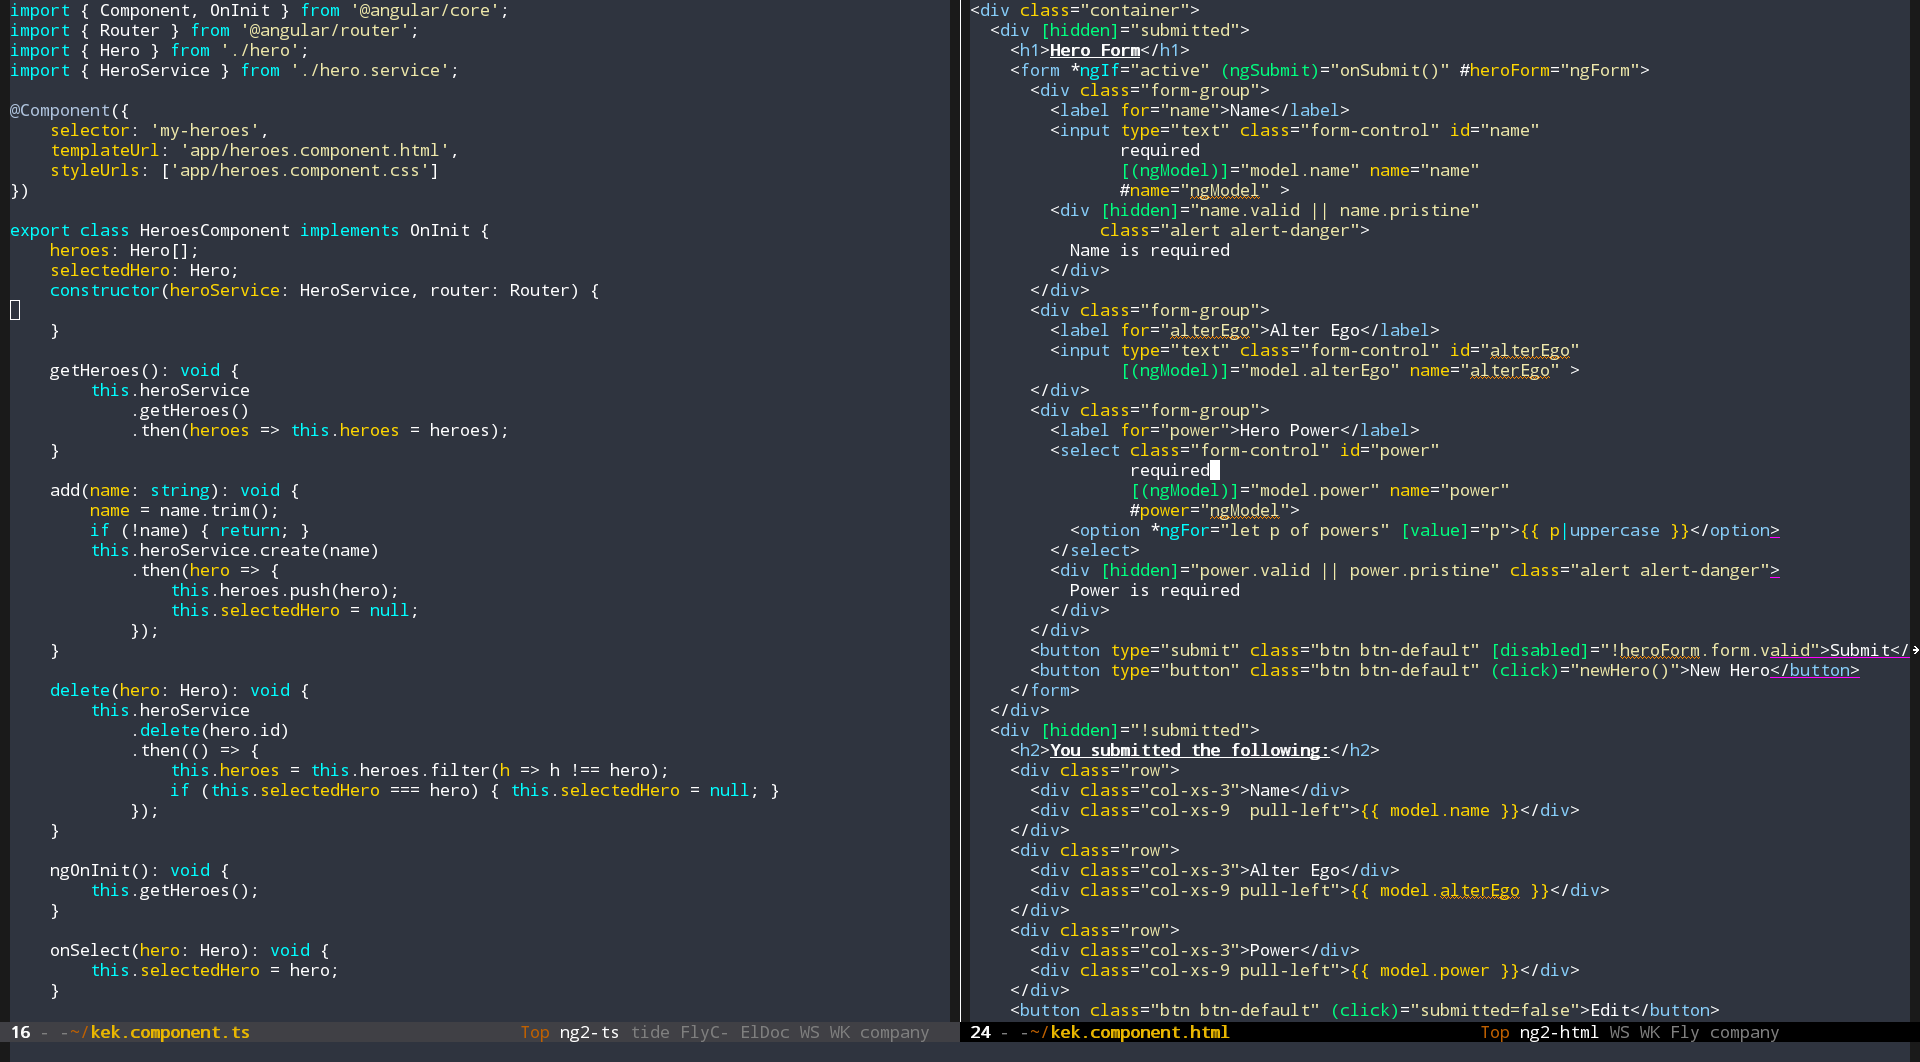 import { Component, OnInit } from '@angular/core';
import { Router } from '@angular/router';
import { Hero } from './hero';
import { HeroService } from './hero.service';

@Component({
    selector: 'my-heroes',
    templateUrl: 'app/heroes.component.html',
    styleUrls: ['app/heroes.component.css']
})

export class HeroesComponent implements OnInit {
    heroes: Hero[];
    selectedHero: Hero;
    constructor(heroService: HeroService, router: Router) {

    }

    getHeroes(): void {
        this.heroService
            .getHeroes()
            .then(heroes => this.heroes = heroes);
    }

    add(name: string): void {
        name = name.trim();
        if (!name) { return; }
        this.heroService.create(name)
            .then(hero => {
                this.heroes.push(hero);
                this.selectedHero = null;
            });
    }

    delete(hero: Hero): void {
        this.heroService
            .delete(hero.id)
            .then(() => {
                this.heroes = this.heroes.filter(h => h !== hero);
                if (this.selectedHero === hero) { this.selectedHero = null; }
            });
    }

    ngOnInit(): void {
        this.getHeroes();
    }

    onSelect(hero: Hero): void {
        this.selectedHero = hero;
    }
16 - -~/kek.component.ts Top ng2-ts tide FlyC- ElDoc WS WK company
<div class="container">
  <div [hidden]="submitted">
    <h1>Hero Form</h1>
    <form *ngIf="active" (ngSubmit)="onSubmit()" #heroForm="ngForm">
      <div class="form-group">
        <label for="name">Name</label>
        <input type="text" class="form-control" id="name"
               required
               [(ngModel)]="model.name" name="name"
               #name="ngModel" >
        <div [hidden]="name.valid || name.pristine"
             class="alert alert-danger">
          Name is required
        </div>
      </div>
      <div class="form-group">
        <label for="alterEgo">Alter Ego</label>
        <input type="text" class="form-control" id="alterEgo"
               [(ngModel)]="model.alterEgo" name="alterEgo" >
      </div>
      <div class="form-group">
        <label for="power">Hero Power</label>
        <select class="form-control" id="power"
                required
                [(ngModel)]="model.power" name="power"
                #power="ngModel">
          <option *ngFor="let p of powers" [value]="p">{{ p|uppercase }}</option>
        </select>
        <div [hidden]="power.valid || power.pristine" class="alert alert-danger">
          Power is required
        </div>
      </div>
      <button type="submit" class="btn btn-default" [disabled]="!heroForm.form.valid">Submit</
      <button type="button" class="btn btn-default" (click)="newHero()">New Hero</button>
    </form>
  </div>
  <div [hidden]="!submitted">
    <h2>You submitted the following:</h2>
    <div class="row">
      <div class="col-xs-3">Name</div>
      <div class="col-xs-9  pull-left">{{ model.name }}</div>
    </div>
    <div class="row">
      <div class="col-xs-3">Alter Ego</div>
      <div class="col-xs-9 pull-left">{{ model.alterEgo }}</div>
    </div>
    <div class="row">
      <div class="col-xs-3">Power</div>
      <div class="col-xs-9 pull-left">{{ model.power }}</div>
    </div>
    <button class="btn btn-default" (click)="submitted=false">Edit</button>
24 - -~/kek.component.html Top ng2-html WS WK Fly company